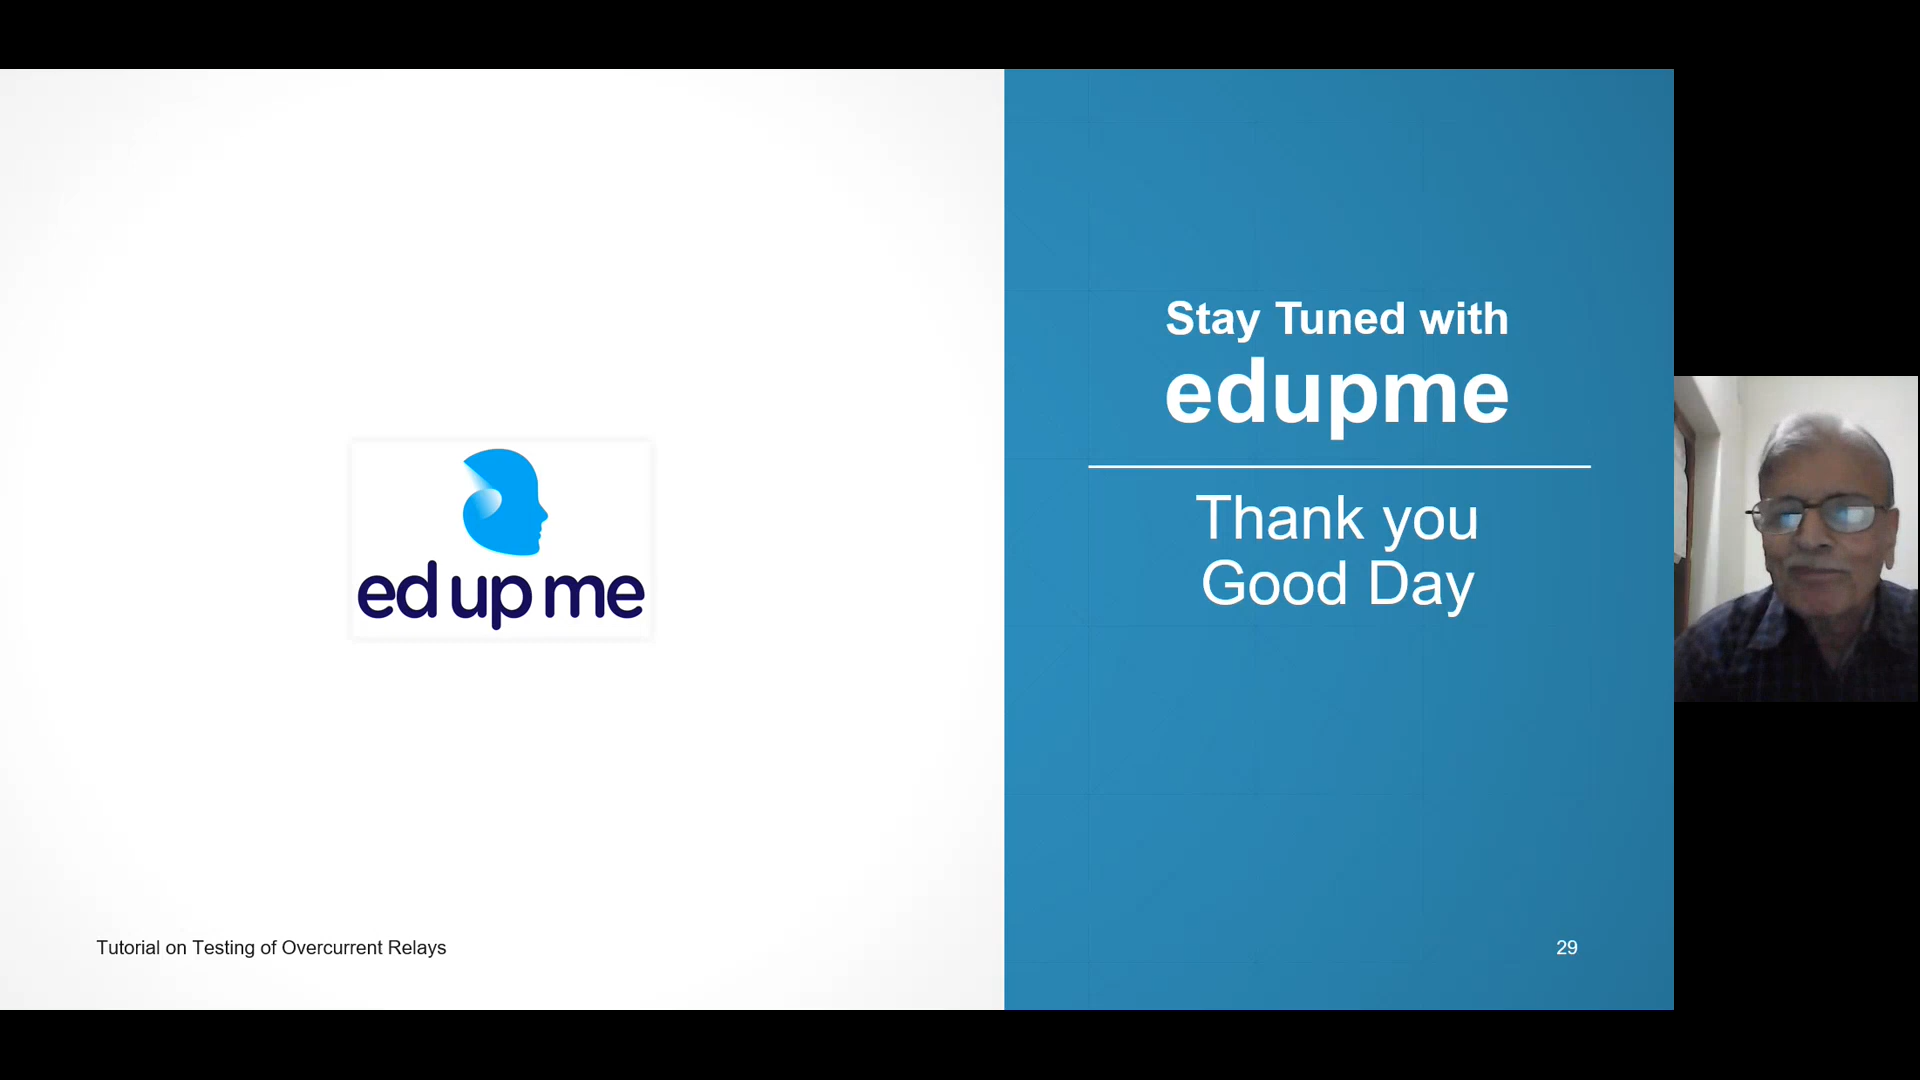 ed up me
Stay Tuned with
edupme
Thank you
Good Day
Tutorial on Testing of Overcurrent Relays
29